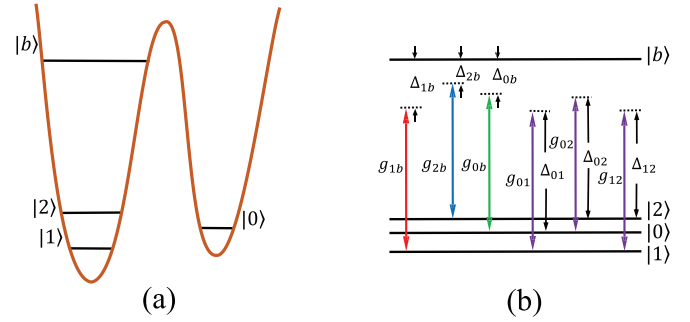 |b⟩
|2⟩
|1⟩
|0⟩
(a)
|b⟩
Δ1b
Δ2b
Δ0b
g1b
g2b
g0b
g01
Δ01
g02
Δ02
g12
Δ12
|2⟩
|0⟩
|1⟩
(b)